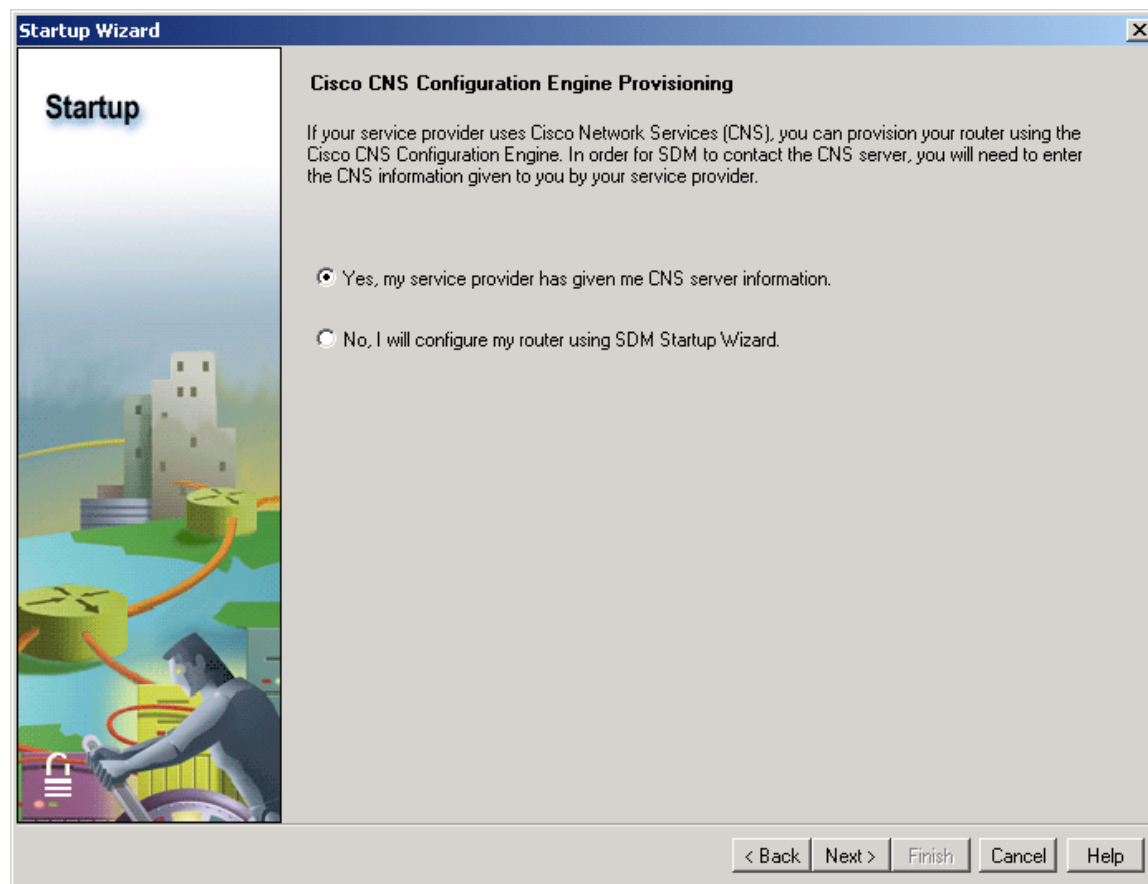 Startup Wizard
Startup
Cisco CNS Configuration Engine Provisioning
If your service provider uses Cisco Network Services (CNS), you can provision your router using the
Cisco CNS Configuration Engine. In order for SDM to contact the CNS server, you will need to enter
the CNS information given to you by your service provider.
Yes, my service provider has given me CNS server information.
No, I will configure my router using SDM Startup Wizard.
< Back Next > Finish Cancel Help